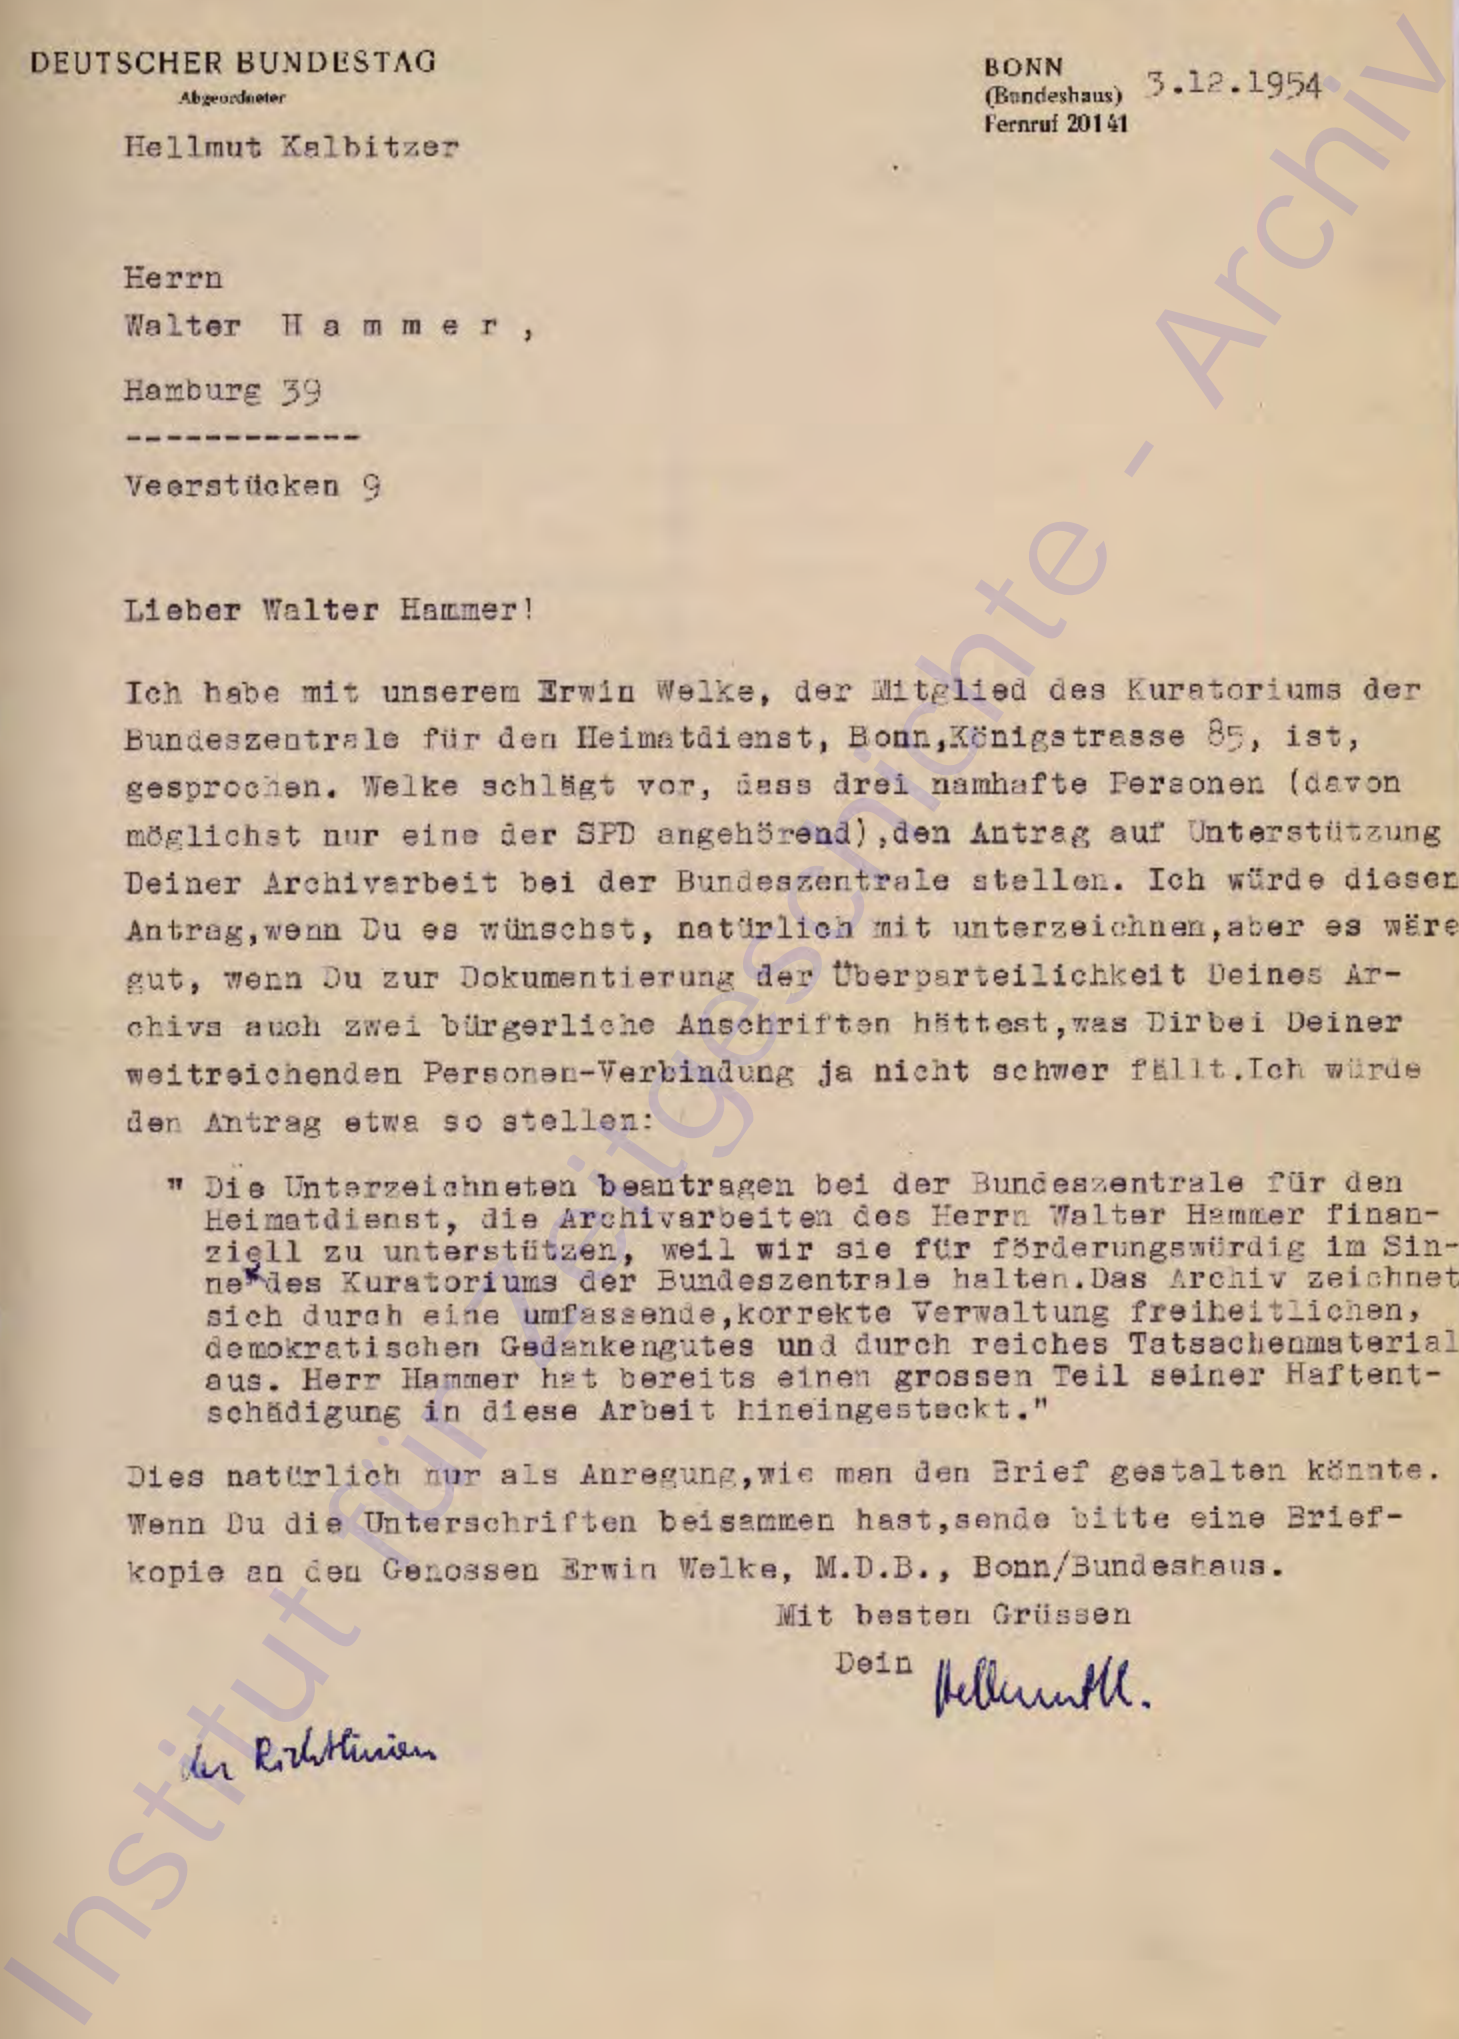 DEUTSCHER BUNDESTAG
Abgeordneter
Hellmut Kalbitzer
BONN
(Bundeshaus)
Fernruf 20141
3.12.1954
Herrn
Walter H a m m e r ,
Hamburg 39
------------
Veerstücken 9
Lieber Walter Hammer!
Ich habe mit unserem Erwin Welke, der Mitglied des Kuratoriums der
Bundeszentrale für den Heimatdienst, Bonn,Königstrasse 85, ist,
gesprochen. Welke schlägt vor, dass drei namhafte Personen (davon
möglichst nur eine der SPD angehörend),den Antrag auf Unterstützung
Deiner Archivarbeit bei der Bundeszentrale stellen. Ich würde diesen
Antrag,wenn Du es wünschst, natürlich mit unterzeichnen,aber es wäre
gut, wenn Du zur Dokumentierung der Überparteilichkeit Deines Ar-
chivs auch zwei bürgerliche Anschriften hättest,was Dirbei Deiner
weitreichenden Personen-Verbindung ja nicht schwer fällt.Ich würde
den Antrag etwa so stellen:
" Die Unterzeichneten beantragen bei der Bundeszentrale für den
Heimatdienst, die Archivarbeiten des Herrn Walter Hammer finan-
ziell zu unterstützen, weil wir sie für förderungswürdig im Sin-
ne*des Kuratoriums der Bundeszentrale halten.Das Archiv zeichnet
sich durch eine umfassende,korrekte Verwaltung freiheitlichen,
demokratischen Gedankengutes und durch reiches Tatsachenmaterial
aus. Herr Hammer hat bereits einen grossen Teil seiner Haftent-
schädigung in diese Arbeit hineingesteckt."
Dies natürlich nur als Anregung,wie man den Brief gestalten könnte.
Wenn Du die Unterschriften beisammen hast,sende bitte eine Brief-
kopie an den Genossen Erwin Welke, M.D.B., Bonn/Bundeshaus.
Mit besten Grüssen
Dein Hellmut K.
der Richtlinien
Institut für Zeitgeschichte - Archiv